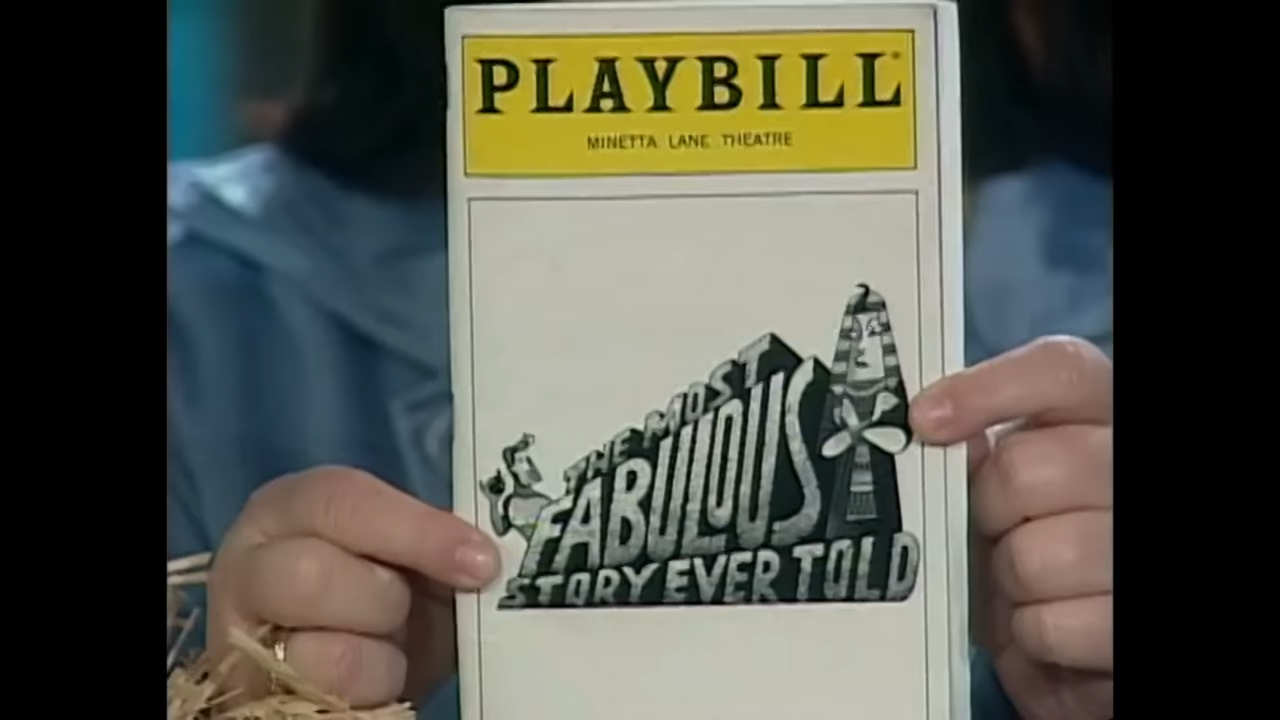 PLAYBILL
MINETTA LANE THEATRE
THE MOST
FABULOUS
STORY EVER TOLD